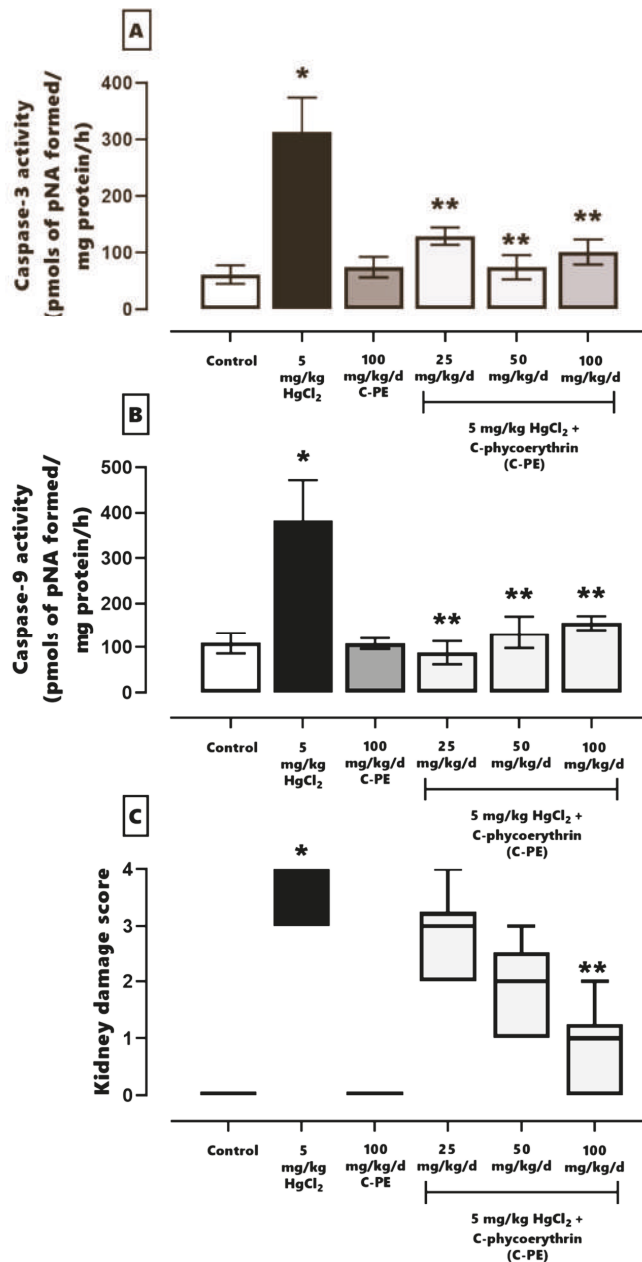 A
Caspase-3 activity
(pmols of pNA formed/
mg protein/h)
400
300
200
100
0
*
**
**
**
Control
5
mg/kg
HgCl₂
100
mg/kg/d
C-PE
25
mg/kg/d
50
mg/kg/d
100
mg/kg/d
5 mg/kg HgCl₂ +
C-phycoerythrin
(C-PE)
B
Caspase-9 activity
(pmols of pNA formed/
mg protein/h)
500
400
300
200
100
0
*
**
**
**
Control
5
mg/kg
HgCl₂
100
mg/kg/d
C-PE
25
mg/kg/d
50
mg/kg/d
100
mg/kg/d
5 mg/kg HgCl₂ +
C-phycoerythrin
(C-PE)
C
Kidney damage score
4
3
2
1
0
*
**
Control
5
mg/kg
HgCl₂
100
mg/kg/d
C-PE
25
mg/kg/d
50
mg/kg/d
100
mg/kg/d
5 mg/kg HgCl₂ +
C-phycoerythrin
(C-PE)